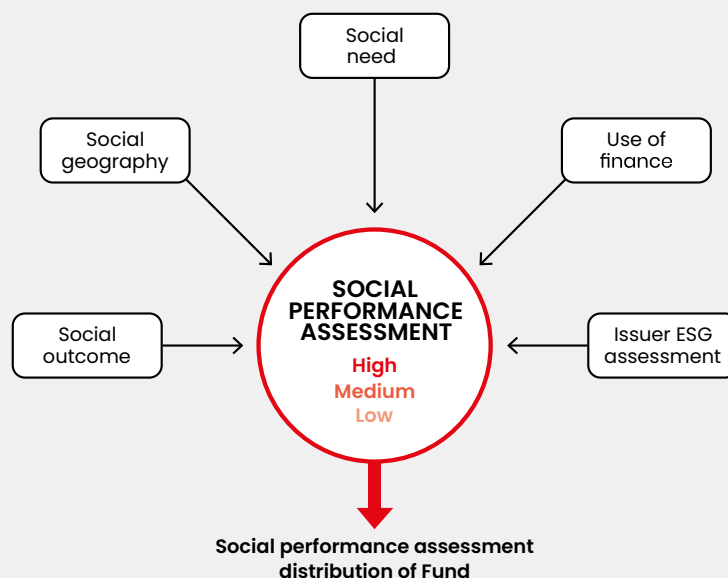 Social
need
Social
geography
Use of
finance
Social
outcome
SOCIAL
PERFORMANCE
ASSESSMENT
High
Medium
Low
Issuer ESG
assessment
Social performance assessment
distribution of Fund